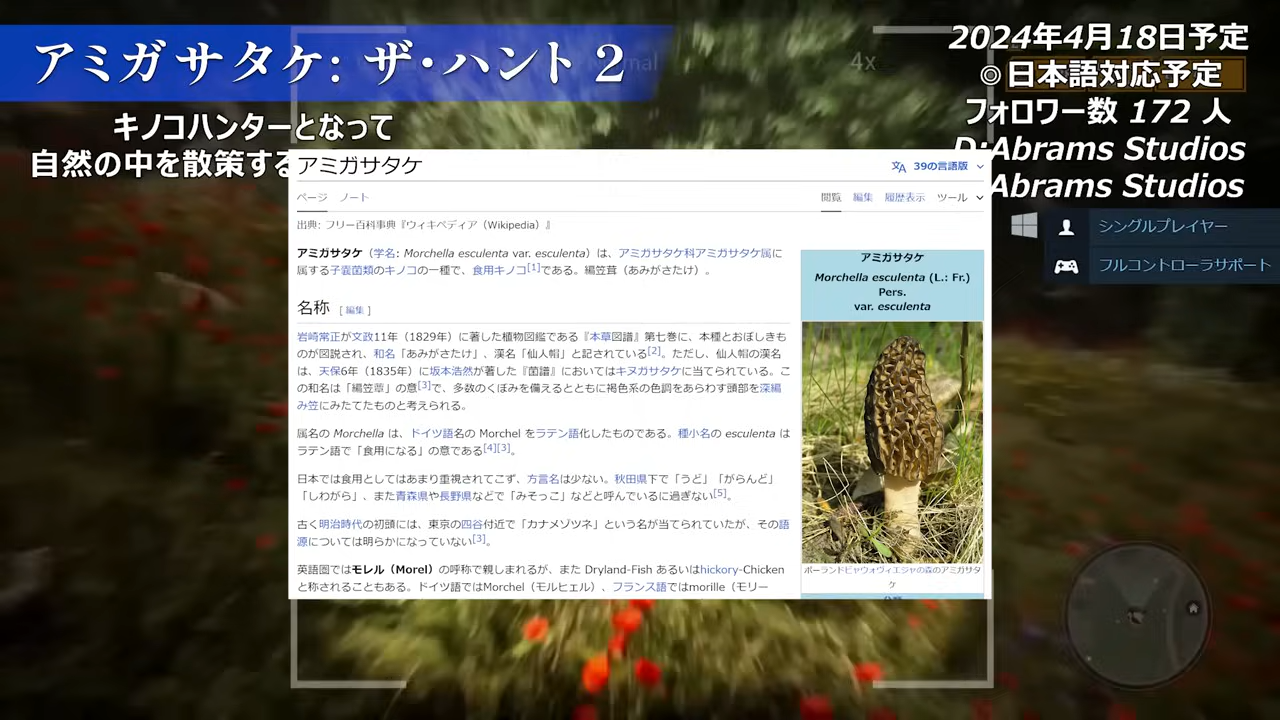 アミガサタケ: ザ・ハント 2
キノコハンターとなって
自然の中を散策する
2024年4月18日予定
◎日本語対応予定
フォロワー数 172 人
D:Abrams Studios
Abrams Studios
シングルプレイヤー
フルコントローラサポート
4x
アミガサタケ
39の言語版
ページ ノート
閲覧 編集 履歴表示 ツール
出典: フリー百科事典『ウィキペディア（Wikipedia）』
アミガサタケ（学名: Morchella esculenta var. esculenta）は、アミガサタケ科アミガサタケ属に
属する子嚢菌類のキノコの一種で、食用キノコ[1]である。編笠茸（あみがさたけ）。
名称 [編集]
岩崎常正が文政11年（1829年）に著した植物図鑑である『本草図譜』第七巻に、本種とおぼしきも
のが図説され、和名「あみがさたけ」、漢名「仙人帽」と記されている[2]。ただし、仙人帽の漢名
は、天保6年（1835年）に坂本浩然が著した『菌譜』においてはキヌガサタケに当てられている。こ
の和名は「編笠蕈」の意[3]で、多数のくぼみを備えるとともに褐色系の色調をあらわす頭部を深編
み笠にみたてたものと考えられる。
属名の Morchella は、ドイツ語名の Morchel をラテン語化したものである。種小名の esculenta は
ラテン語で「食用になる」の意である[4][3]。
日本では食用としてはあまり重視されてこず、方言名は少ない。秋田県下で「うど」「がらんど」
「しわがら」、また青森県や長野県などで「みそっこ」などと呼んでいるに過ぎない[5]。
古く明治時代の初頭には、東京の四谷付近で「カナメゾツネ」という名が当てられていたが、その語
源については明らかになっていない[3]。
英語圏ではモレル（Morel）の呼称で親しまれるが、また Dryland-Fish あるいはhickory-Chicken
と称されることもある。ドイツ語ではMorchel（モルヒェル）、フランス語ではmorille（モリー
アミガサタケ
Morchella esculenta (L.: Fr.)
Pers.
var. esculenta
ポーランドビャウォヴィエジャの森のアミガサタ
ケ